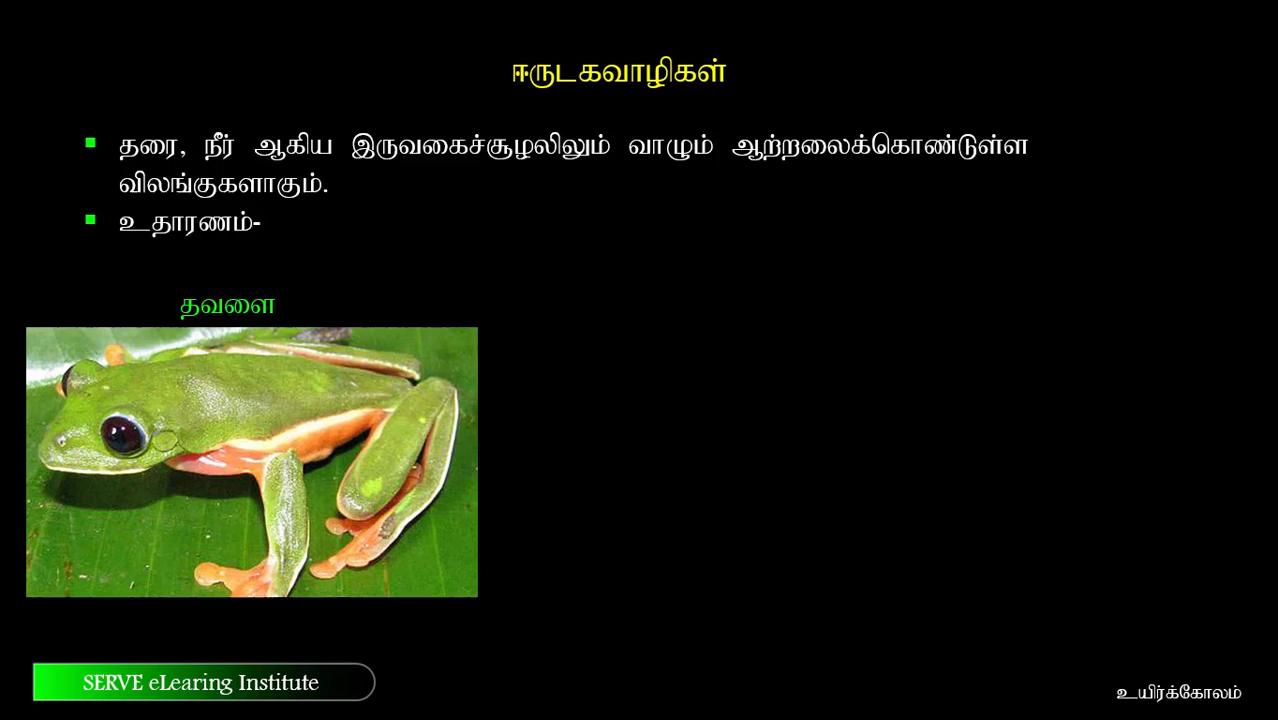 ஈருடகவாழிகள்
தரை, நீர் ஆகிய இருவகைச்சூழலிலும் வாழும் ஆற்றலைக்கொண்டுள்ள
விலங்குகளாகும்.
உதாரணம்-
தவளை
SERVE eLearing Institute
உயிர்க்கோலம்